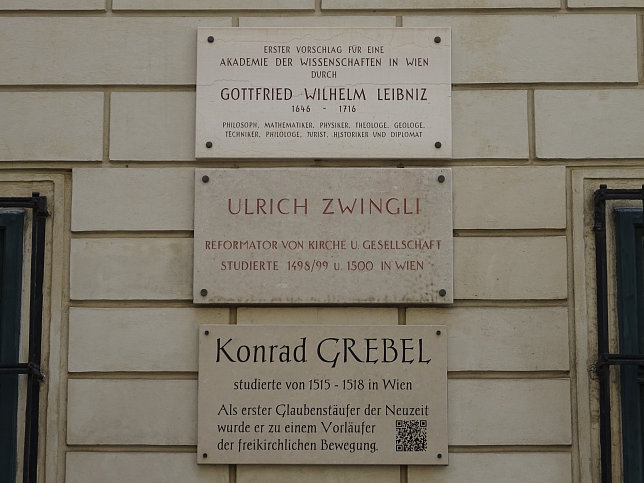 ERSTER VORSCHLAG FÜR EINE
AKADEMIE DER WISSENSCHAFTEN IN WIEN
DURCH
GOTTFRIED WILHELM LEIBNIZ
1646 - 1716
PHILOSOPH, MATHEMATIKER, PHYSIKER, THEOLOGE, GEOLOGE,
TECHNIKER, PHILOLOGE, JURIST, HISTORIKER UND DIPLOMAT
ULRICH ZWINGLI
REFORMATOR VON KIRCHE U. GESELLSCHAFT
STUDIERTE 1498/99 U. 1500 IN WIEN
Konrad GREBEL
studierte von 1515 - 1518 in Wien
Als erster Glaubenstäufer der Neuzeit
wurde er zu einem Vorläufer
der freikirchlichen Bewegung.